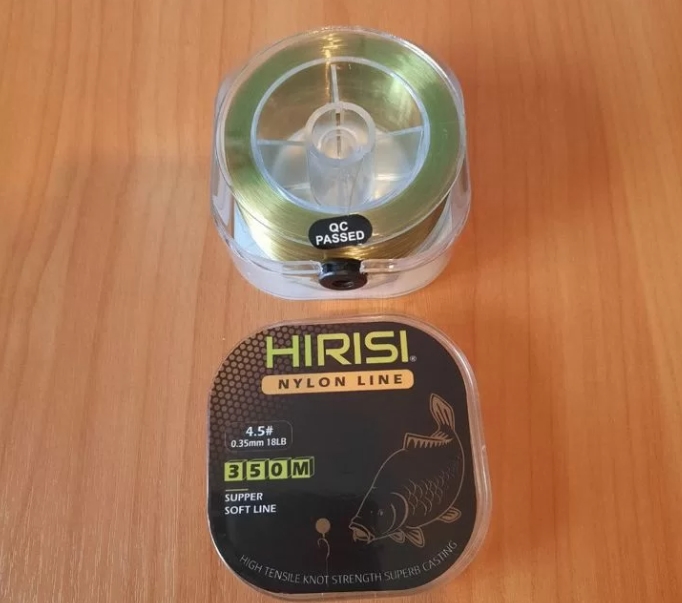 QC
PASSED
HIRISI®
NYLON LINE
4.5#
0.35mm 18LB
350M
SUPPER
SOFT LINE
HIGH TENSILE KNOT STRENGTH SUPERB CASTING